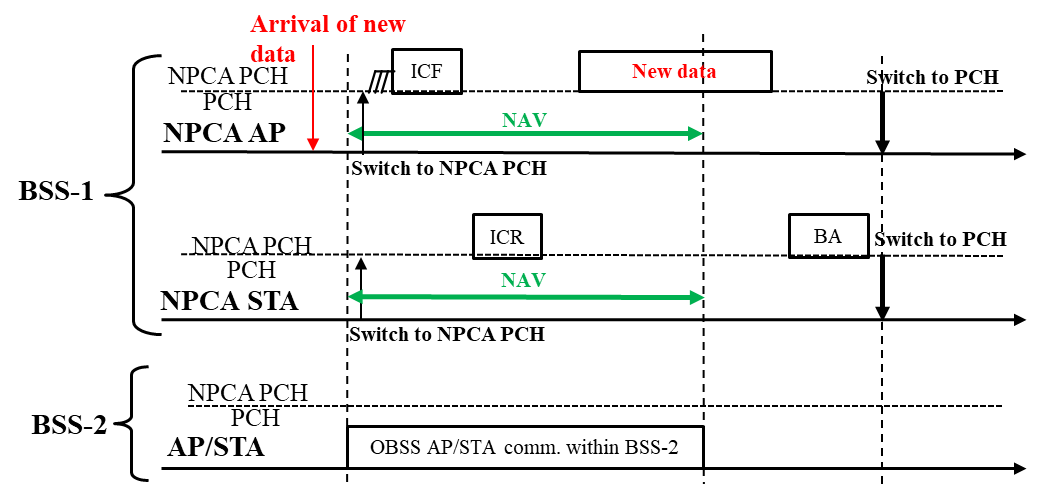 Arrival of new
data
NPCA PCH
PCH
NPCA AP
ICF
New data
Switch to PCH
NAV
Switch to NPCA PCH
BSS-1
NPCA PCH
PCH
NPCA STA
ICR
BA
Switch to PCH
NAV
Switch to NPCA PCH
BSS-2
NPCA PCH
PCH
AP/STA
OBSS AP/STA comm. within BSS-2